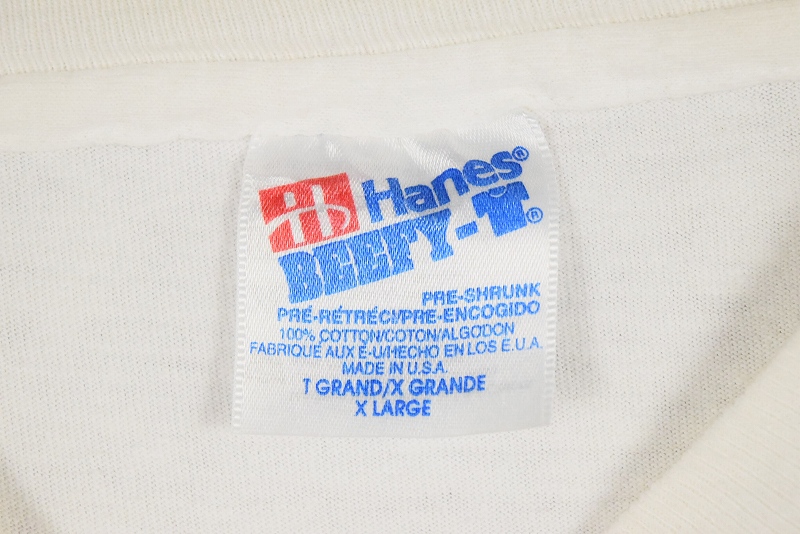 Hanes®
BEEFY-T®
PRE-SHRUNK
PRÉ-RÉTRÉCI/PRE-ENCOGIDO
100% COTTON/COTON/ALGODON
FABRIQUÉ AUX É-U/HECHO EN LOS E.U.A.
MADE IN U.S.A.
T GRAND/X GRANDE
X LARGE